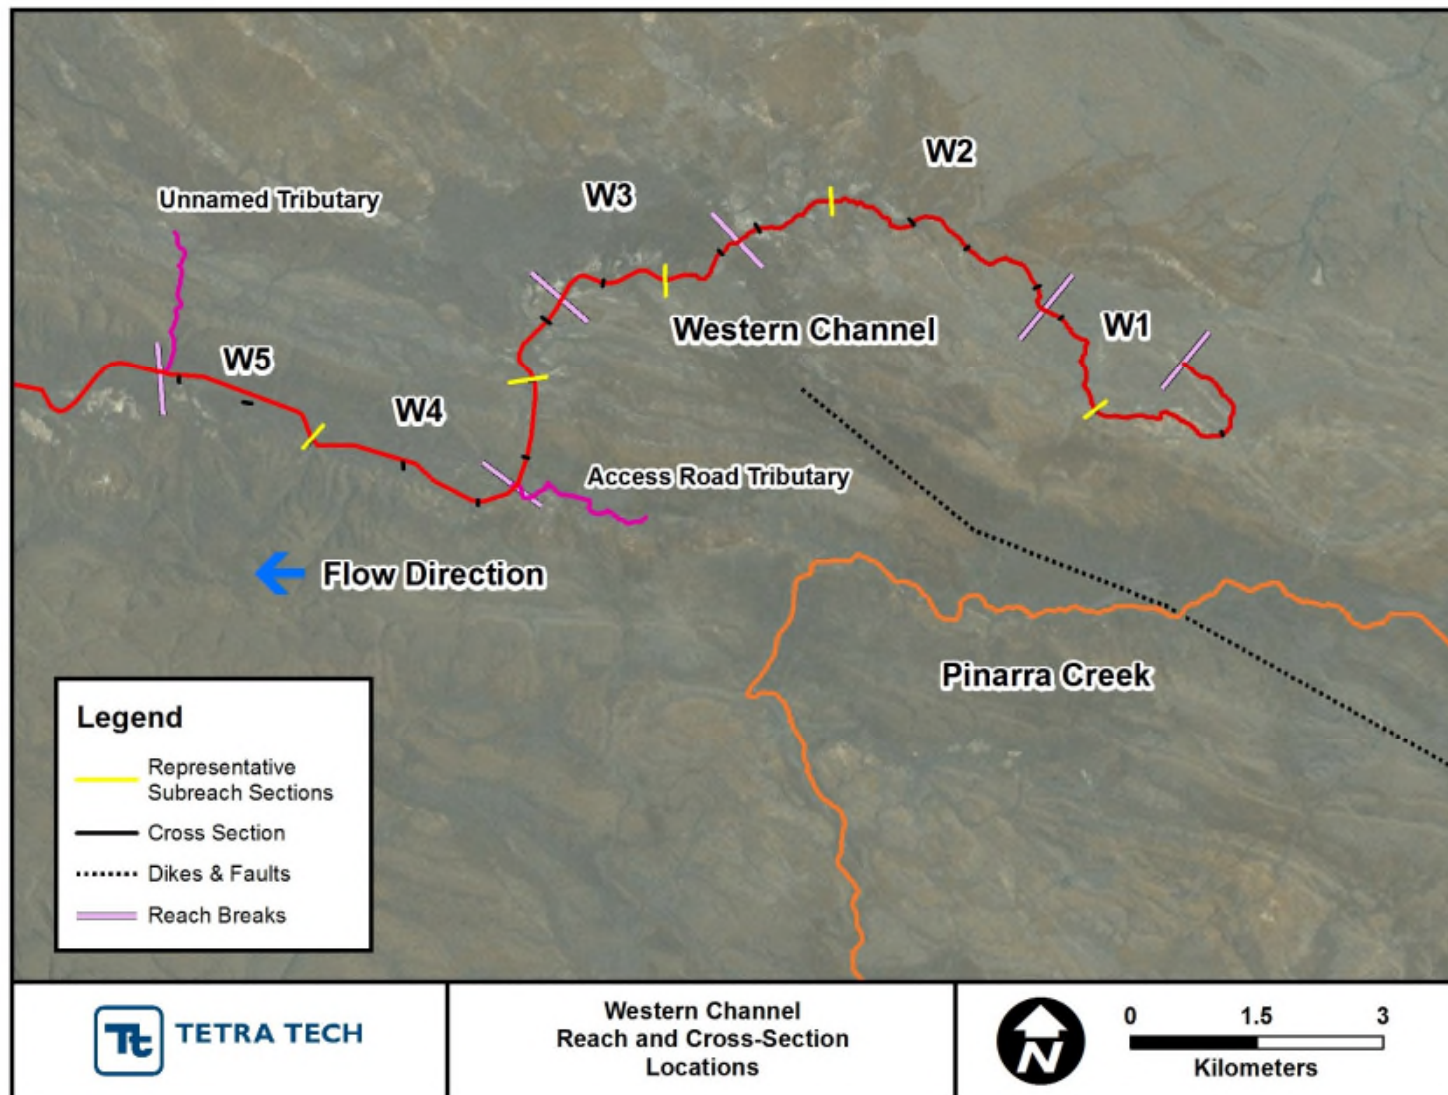 W2
W3
Unnamed Tributary
Western Channel
W1
W5
W4
Access Road Tributary
Flow Direction
Pinarra Creek
Legend
Representative
Subreach Sections
Cross Section
Dikes & Faults
Reach Breaks
Tt
TETRA TECH
Western Channel
Reach and Cross-Section
Locations
N
0 1.5 3
Kilometers